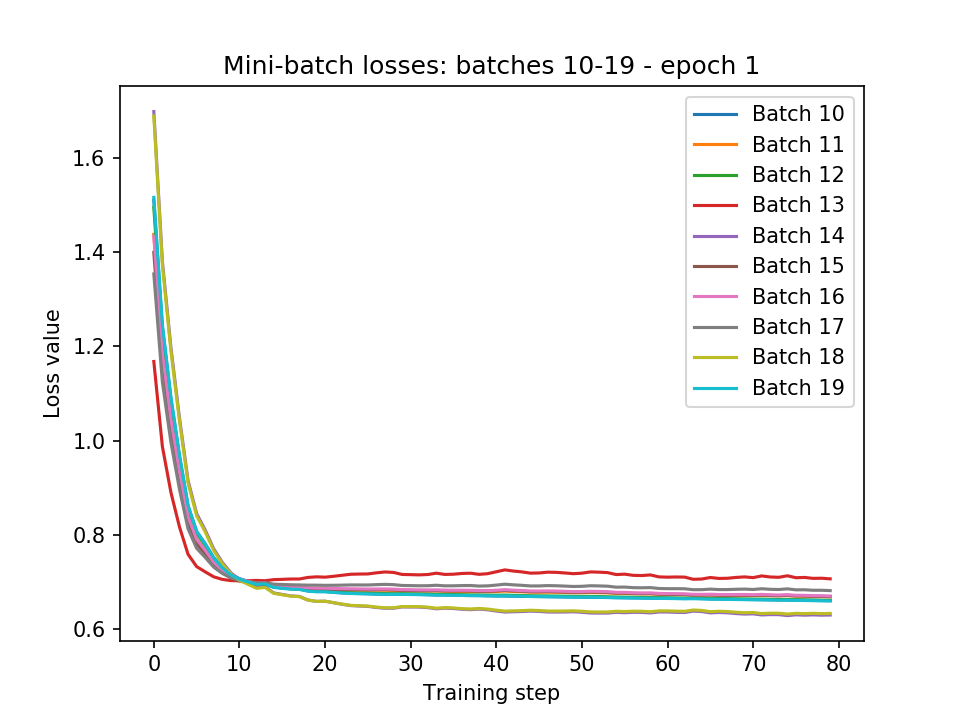 Mini-batch losses: batches 10-19 - epoch 1
Batch 10
Batch 11
Batch 12
Batch 13
Batch 14
Batch 15
Batch 16
Batch 17
Batch 18
Batch 19
1.6
1.4
1.2
1.0
0.8
0.6
Loss value
0 10 20 30 40 50 60 70 80
Training step